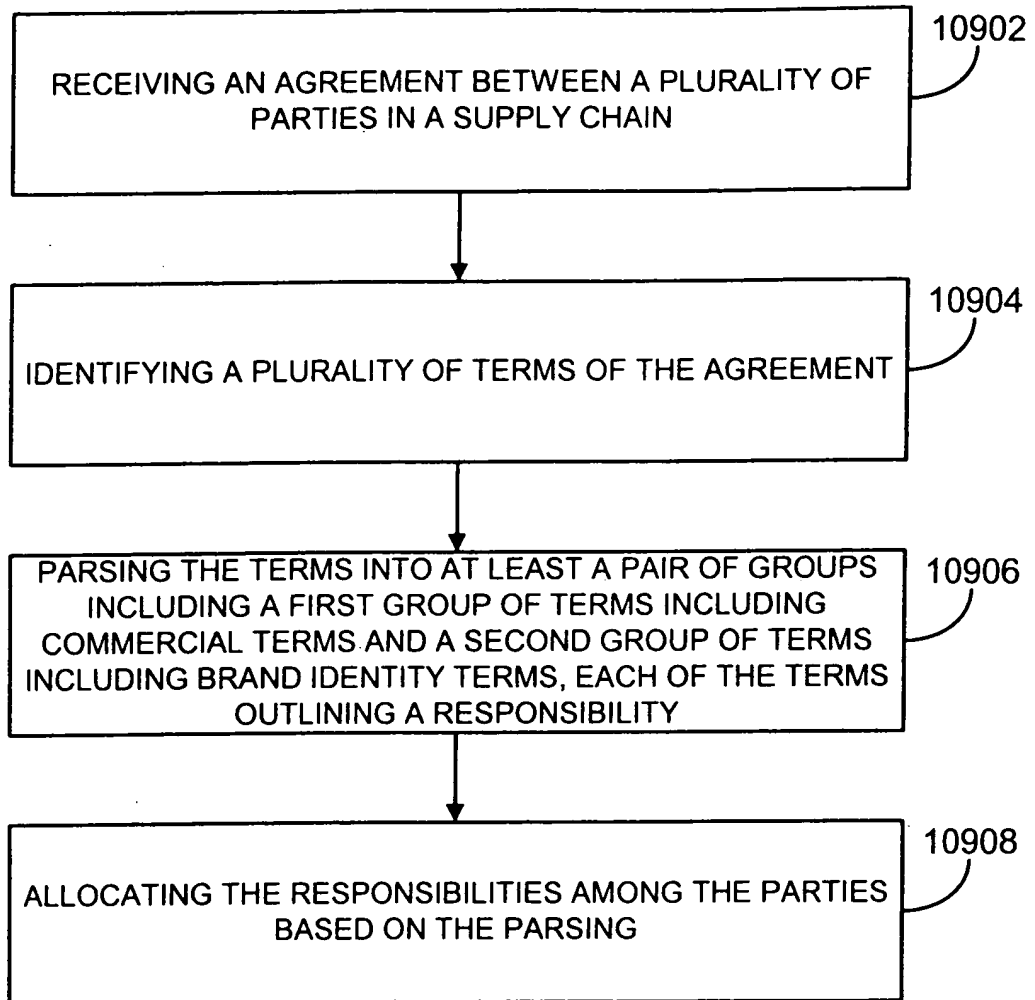 10902
RECEIVING AN AGREEMENT BETWEEN A PLURALITY OF
PARTIES IN A SUPPLY CHAIN
10904
IDENTIFYING A PLURALITY OF TERMS OF THE AGREEMENT
10906
PARSING THE TERMS INTO AT LEAST A PAIR OF GROUPS
INCLUDING A FIRST GROUP OF TERMS INCLUDING
COMMERCIAL TERMS AND A SECOND GROUP OF TERMS
INCLUDING BRAND IDENTITY TERMS, EACH OF THE TERMS
OUTLINING A RESPONSIBILITY
10908
ALLOCATING THE RESPONSIBILITIES AMONG THE PARTIES
BASED ON THE PARSING